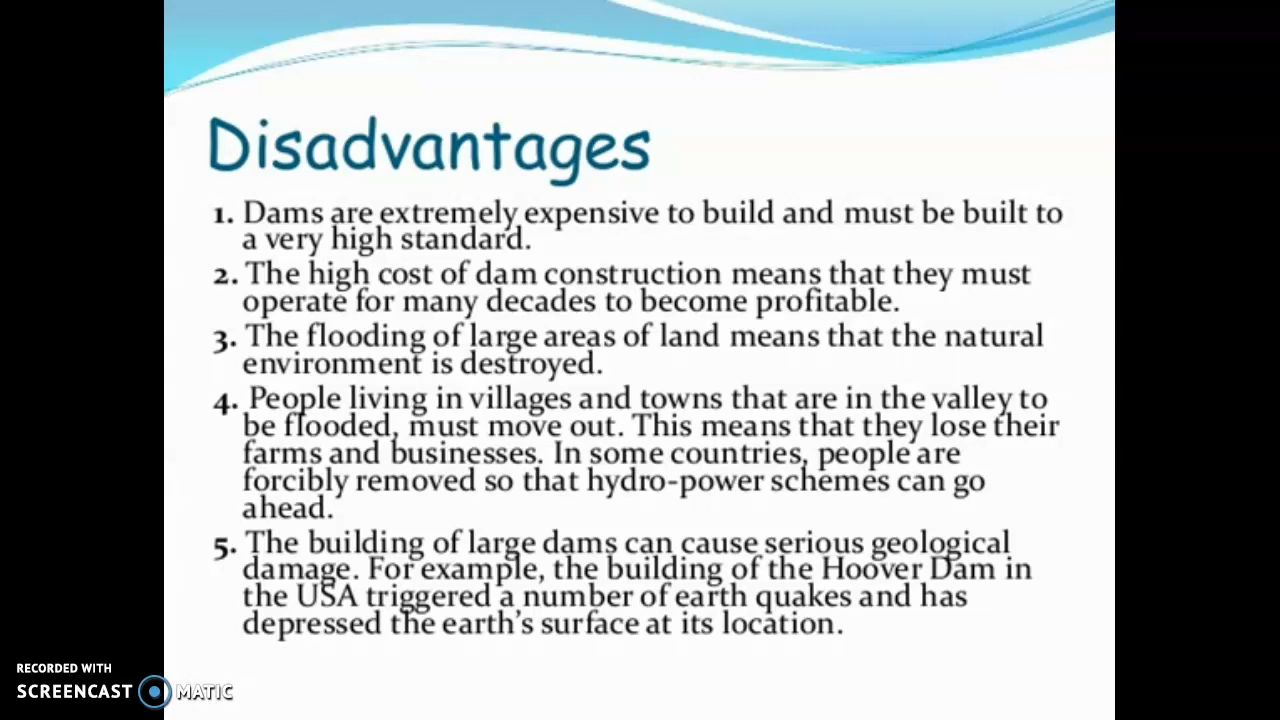 Disadvantages
1. Dams are extremely expensive to build and must be built to
a very high standard.
2. The high cost of dam construction means that they must
operate for many decades to become profitable.
3. The flooding of large areas of land means that the natural
environment is destroyed.
4. People living in villages and towns that are in the valley to
be flooded, must move out. This means that they lose their
farms and businesses. In some countries, people are
forcibly removed so that hydro-power schemes can go
ahead.
5. The building of large dams can cause serious geological
damage. For example, the building of the Hoover Dam in
the USA triggered a number of earth quakes and has
depressed the earth's surface at its location.
RECORDED WITH
SCREENCAST MATIC